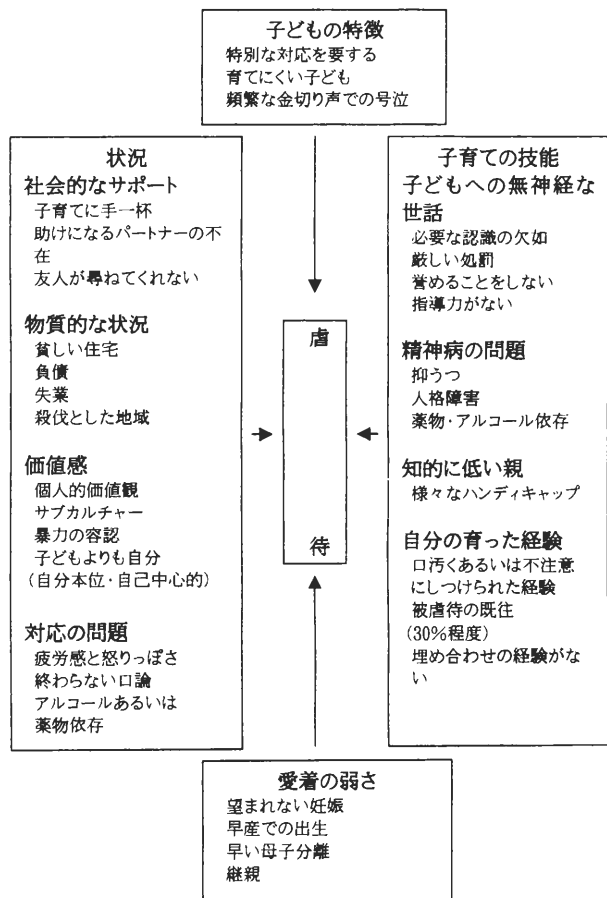 子どもの特徴
特別な対応を要する
育てにくい子ども
頻繁な金切り声での号泣
状況
社会的なサポート
子育てに手一杯
助けになるパートナーの不
在
友人が尋ねてくれない
物質的な状況
貧しい住宅
負債
失業
殺伐とした地域
価値感
個人的価値観
サブカルチャー
暴力の容認
子どもよりも自分
(自分本位・自己中心的)
対応の問題
疲労感と怒りっぽさ
終わらない口論
アルコールあるいは
薬物依存
虐
待
子育ての技能
子どもへの無神経な
世話
必要な認識の欠如
厳しい処罰
誉めることをしない
指導力がない
精神病の問題
抑うつ
人格障害
薬物・アルコール依存
知的に低い親
様々なハンディキャップ
自分の育った経験
口汚くあるいは不注意
にしつけられた経験
被虐待の既往
(30%程度)
埋め合わせの経験がな
い
愛着の弱さ
望まれない妊娠
早産での出生
早い母子分離
継親